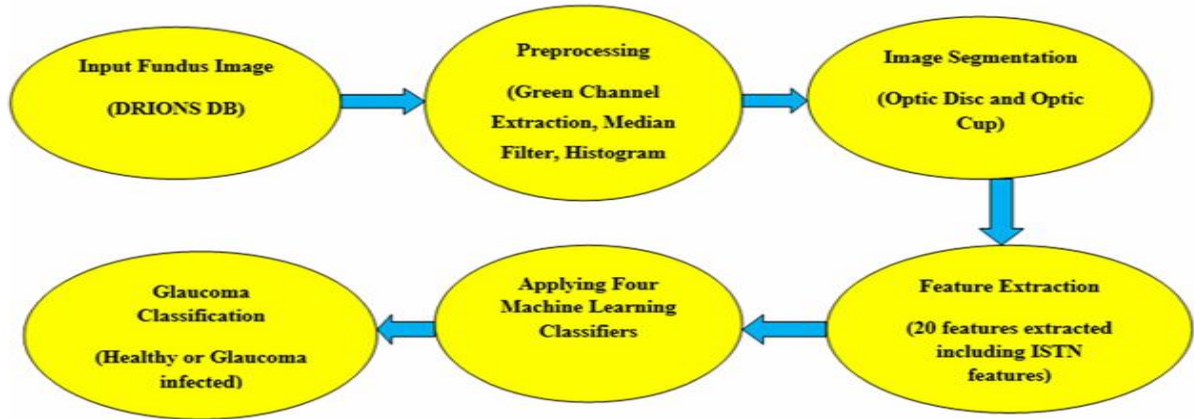 Input Fundus Image
(DRIONS DB)
Preprocessing
(Green Channel
Extraction, Median
Filter, Histogram
Image Segmentation
(Optic Disc and Optic
Cup)
Feature Extraction
(20 features extracted
including ISTN
features)
Applying Four
Machine Learning
Classifiers
Glaucoma
Classification
(Healthy or Glaucoma
infected)